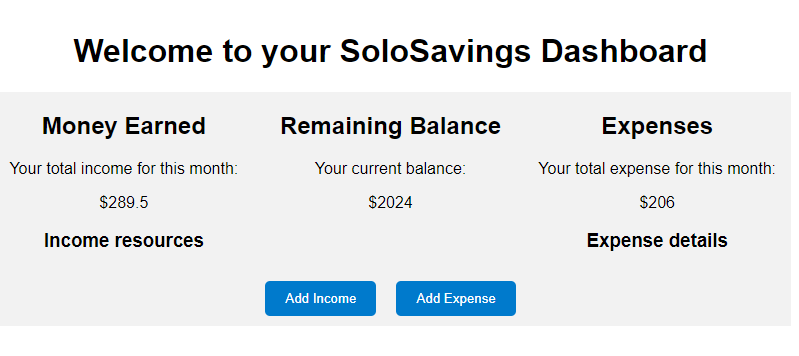 Welcome to your SoloSavings Dashboard
Money Earned
Your total income for this month:
$289.5
Income resources
Remaining Balance
Your current balance:
$2024
Expenses
Your total expense for this month:
$206
Expense details
Add Income
Add Expense